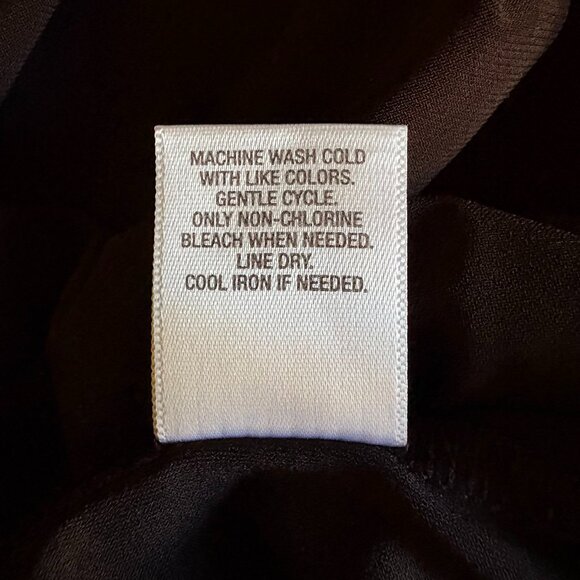 MACHINE WASH COLD
WITH LIKE COLORS.
GENTLE CYCLE.
ONLY NON-CHLORINE
BLEACH WHEN NEEDED.
LINE DRY.
COOL IRON IF NEEDED.